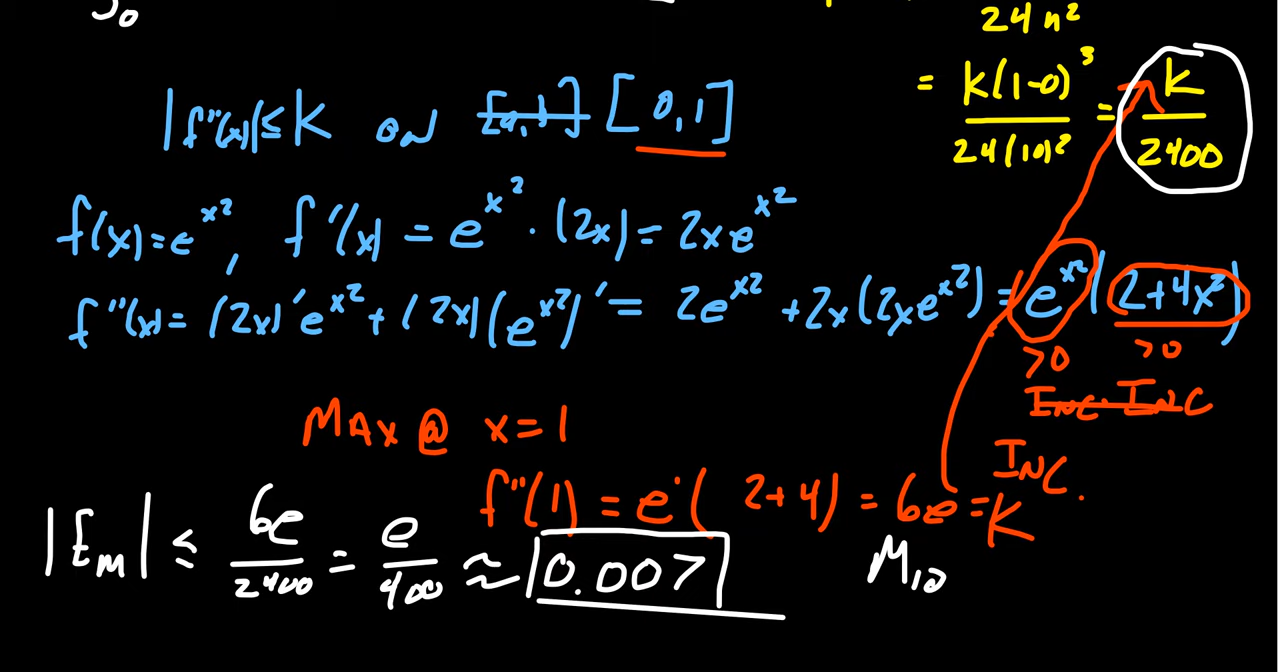 ∫₀
24n²
|f''(x)| ≤ K on [a, b] [0,1]
= K(1-0)³ / 24(10)² = K / 2400
f(x) = e^x², f'(x) = e^x² · (2x) = 2xe^x²
f''(x) = (2x)'e^x² + (2x)(e^x²)' = 2e^x² + 2x(2xe^x²) = e^x²(2+4x²)
>0 >0
INC. INC
MAX @ x=1
INC.
f''(1) = e¹(2+4) = 6e = K
|E_M| ≤ 6e / 2400 = e / 400 ≈ 0.007
M₁₀